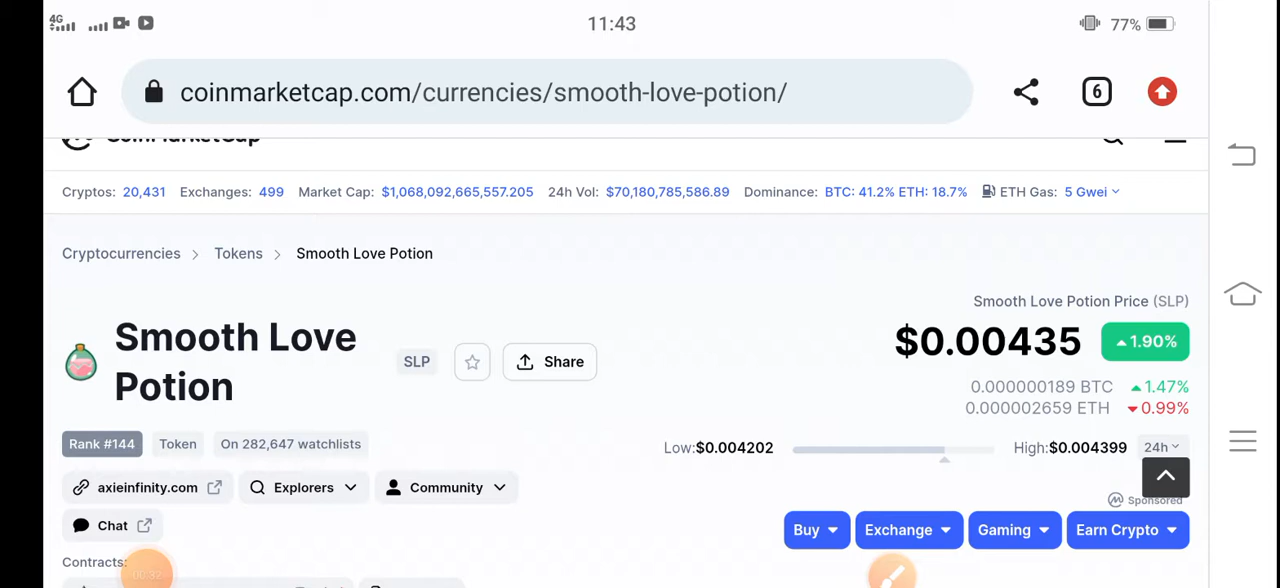 4G 11:43 77%
coinmarketcap.com/currencies/smooth-love-potion/ 6
CoinMarketCap
Cryptos: 20,431 Exchanges: 499 Market Cap: $1,068,092,665,557.205 24h Vol: $70,180,785,586.89 Dominance: BTC: 41.2% ETH: 18.7% ETH Gas: 5 Gwei
Cryptocurrencies > Tokens > Smooth Love Potion
Smooth Love Potion Price (SLP)
Smooth Love
Potion
SLP
Share
$0.00435 1.90%
0.000000189 BTC 1.47%
0.000002659 ETH 0.99%
Rank #144 Token On 282,647 watchlists
Low:$0.004202 High:$0.004399 24h
axieinfinity.com Explorers Community
Sponsored
Chat
Buy Exchange Gaming Earn Crypto
Contracts:
00:32